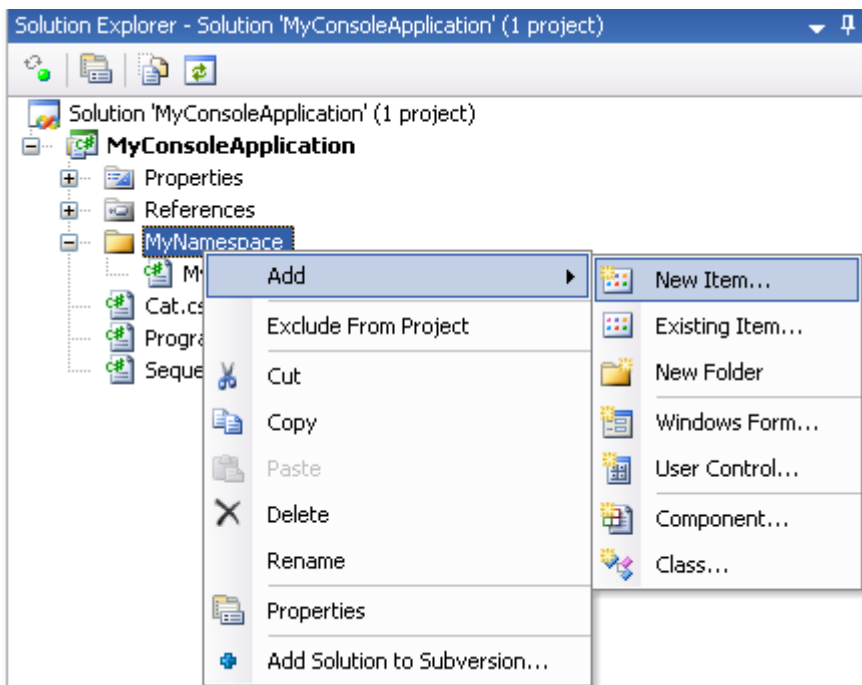 Solution Explorer - Solution 'MyConsoleApplication' (1 project)
Solution 'MyConsoleApplication' (1 project)
MyConsoleApplication
Properties
References
MyNamespace
Add
New Item...
Exclude From Project
Existing Item...
Cut
New Folder
Copy
Windows Form...
Paste
User Control...
Delete
Component...
Rename
Class...
Properties
Add Solution to Subversion...